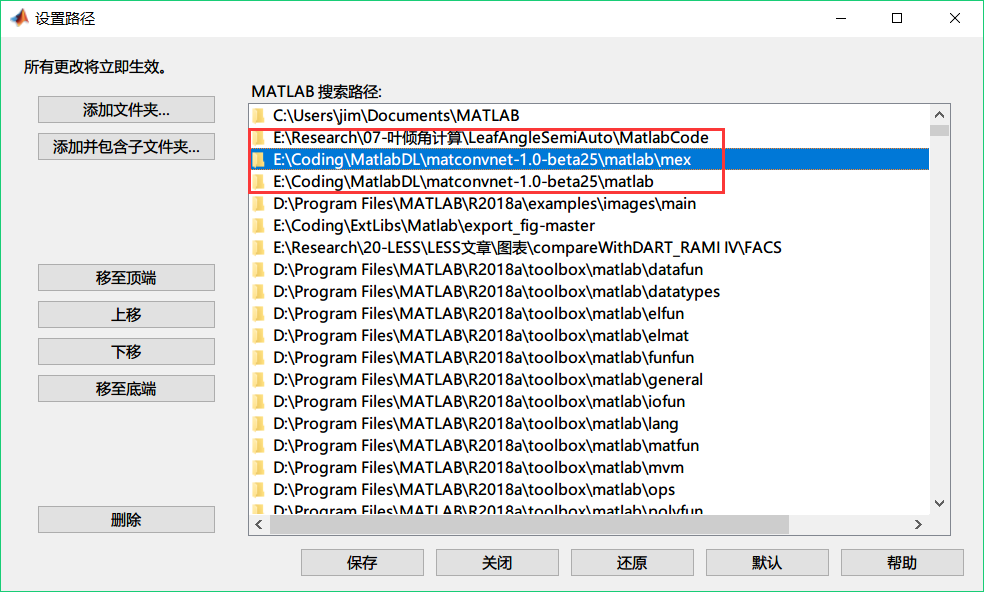 设置路径
所有更改将立即生效。
MATLAB 搜索路径:
添加文件夹...
添加并包含子文件夹...
移至顶端
上移
下移
移至底端
删除
C:\Users\jim\Documents\MATLAB
E:\Research\07-叶倾角计算\LeafAngleSemiAuto\MatlabCode
E:\Coding\MatlabDL\matconvnet-1.0-beta25\matlab\mex
E:\Coding\MatlabDL\matconvnet-1.0-beta25\matlab
D:\Program Files\MATLAB\R2018a\examples\images\main
E:\Coding\ExtLibs\Matlab\export_fig-master
E:\Research\20-LESS\LESS文章\图表\compareWithDART_RAMI IV\FACS
D:\Program Files\MATLAB\R2018a\toolbox\matlab\datafun
D:\Program Files\MATLAB\R2018a\toolbox\matlab\datatypes
D:\Program Files\MATLAB\R2018a\toolbox\matlab\elfun
D:\Program Files\MATLAB\R2018a\toolbox\matlab\elmat
D:\Program Files\MATLAB\R2018a\toolbox\matlab\funfun
D:\Program Files\MATLAB\R2018a\toolbox\matlab\general
D:\Program Files\MATLAB\R2018a\toolbox\matlab\iofun
D:\Program Files\MATLAB\R2018a\toolbox\matlab\lang
D:\Program Files\MATLAB\R2018a\toolbox\matlab\matfun
D:\Program Files\MATLAB\R2018a\toolbox\matlab\mvm
D:\Program Files\MATLAB\R2018a\toolbox\matlab\ops
D:\Program Files\MATLAB\R2018a\toolbox\matlab\polyfun
保存
关闭
还原
默认
帮助